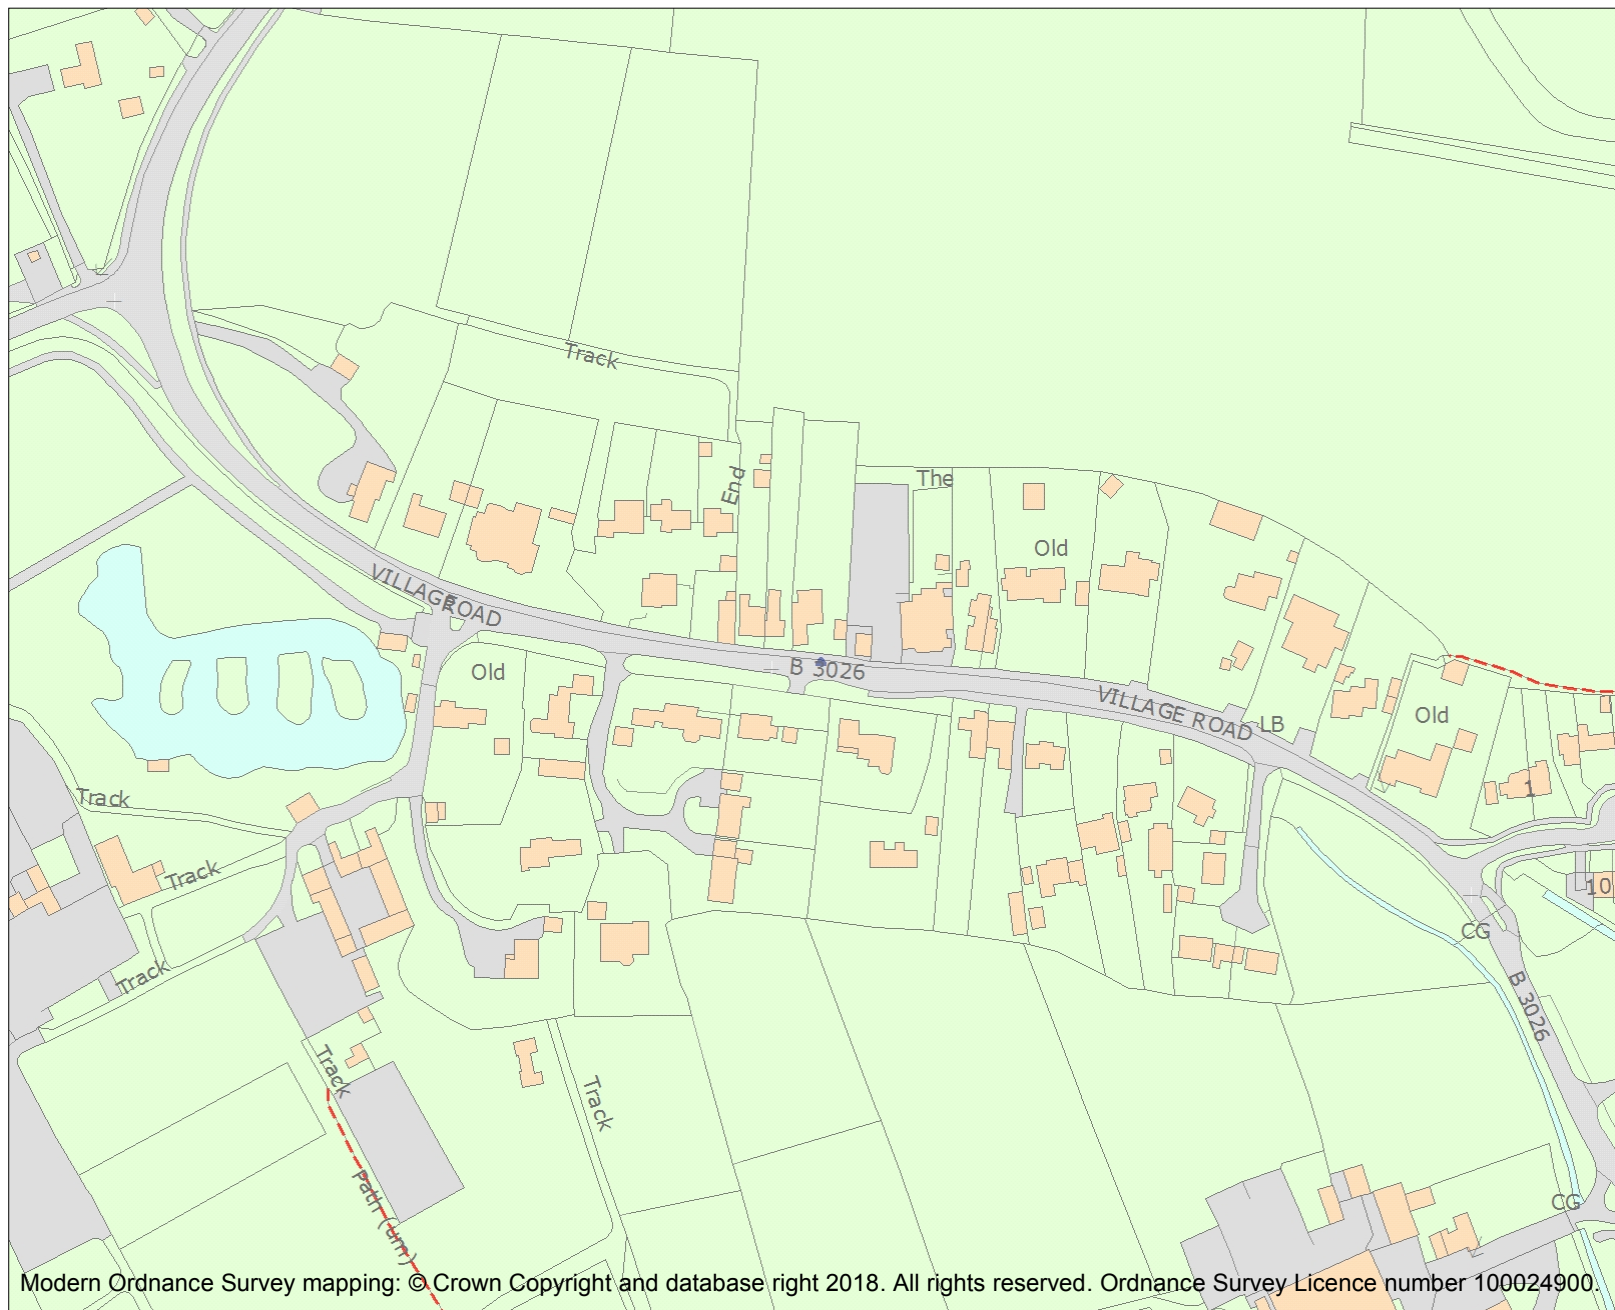 Track
The
End
Old
VILLAGE ROAD
Old
B 3026
VILLAGE ROAD
LB
Old
1
Track
Track
10
CG
Track
B 3026
Track
Track
Path (um)
CG
Modern Ordnance Survey mapping: © Crown Copyright and database right 2018. All rights reserved. Ordnance Survey Licence number 100024900.